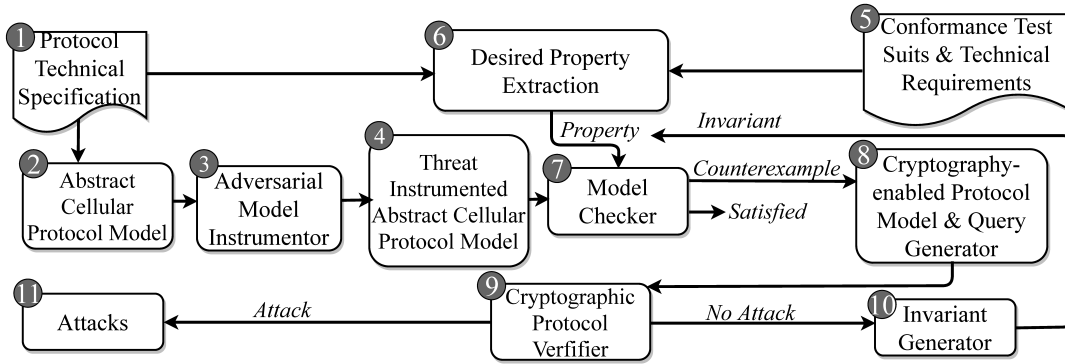 1
Protocol
Technical
Specification
6
Desired Property
Extraction
5
Conformance Test
Suits & Technical
Requirements
Property
Invariant
2
Abstract
Cellular
Protocol Model
3
Adversarial
Model
Instrumentor
4
Threat
Instrumented
Abstract Cellular
Protocol Model
7
Model
Checker
Counterexample
Satisfied
8
Cryptography-
enabled Protocol
Model & Query
Generator
11
Attacks
Attack
9
Cryptographic
Protocol
Verfifier
No Attack
10
Invariant
Generator